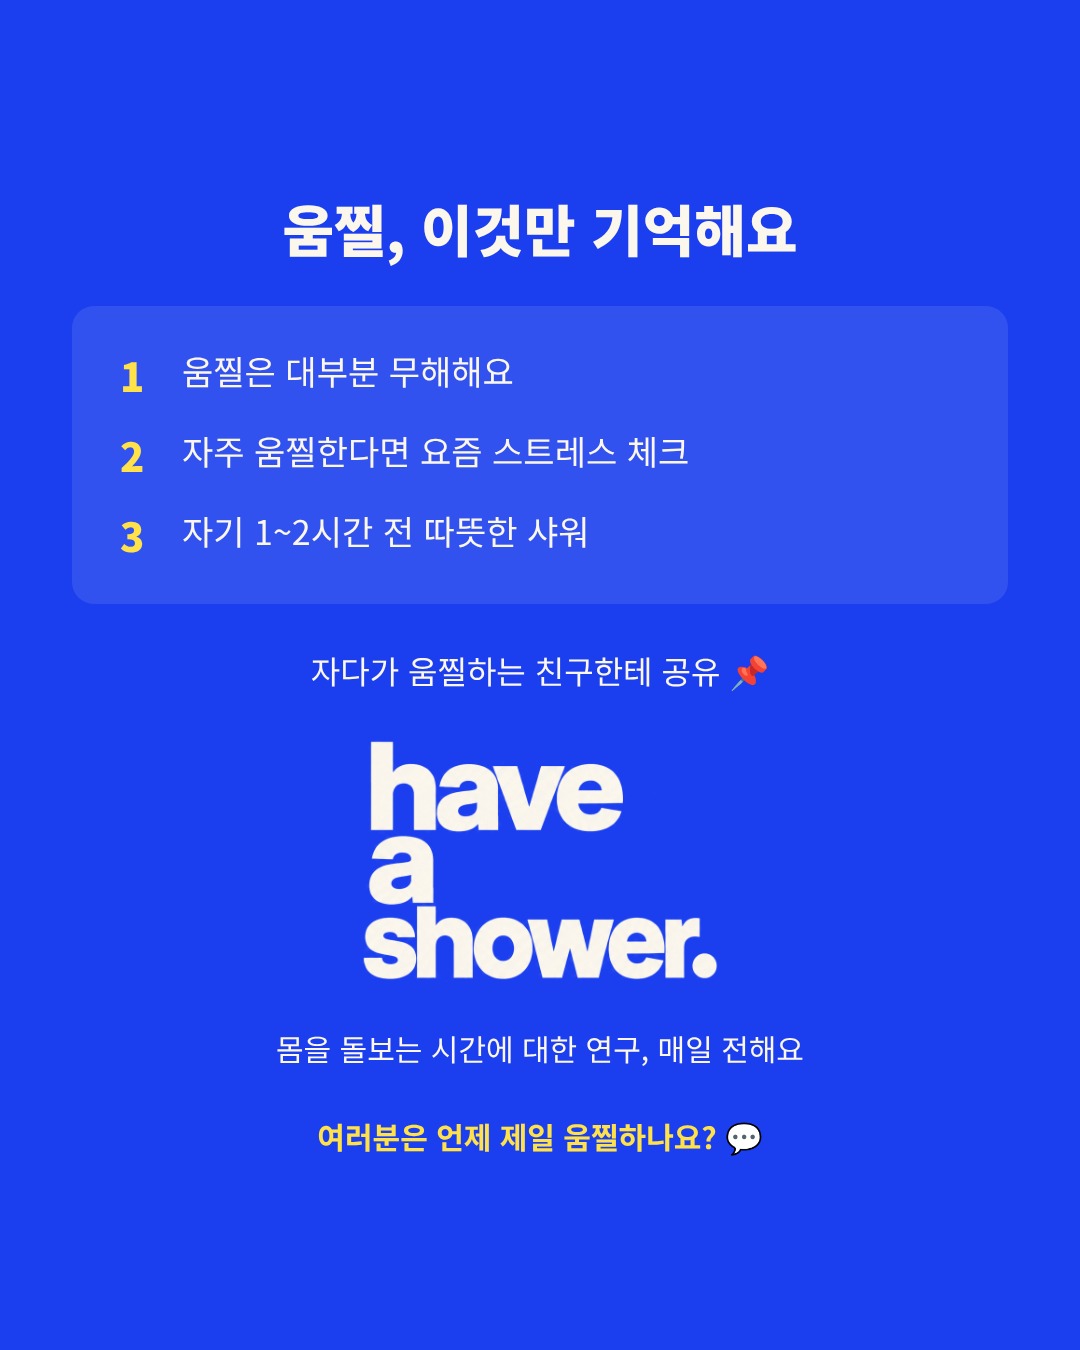 움찔, 이것만 기억해요
1 움찔은 대부분 무해해요
2 자주 움찔한다면 요즘 스트레스 체크
3 자기 1~2시간 전 따뜻한 샤워
자다가 움찔하는 친구한테 공유 📌
have
a
shower.
몸을 돌보는 시간에 대한 연구, 매일 전해요
여러분은 언제 제일 움찔하나요? 💬